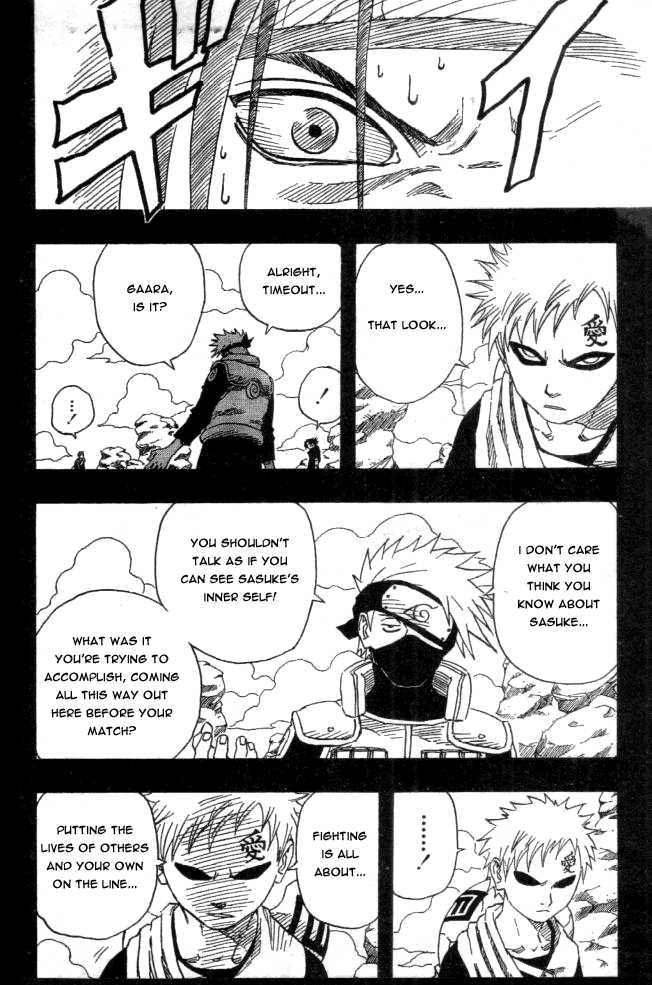 ギイ
YES...
THAT LOOK...
ALRIGHT,
TIMEOUT...
GAARA,
IS IT?
!
...!
愛
I DON'T CARE
WHAT YOU
THINK YOU
KNOW ABOUT
SASUKE...
YOU SHOULDN'T
TALK AS IF YOU
CAN SEE SASUKE'S
INNER SELF!
WHAT WAS IT
YOU'RE TRYING TO
ACCOMPLISH, COMING
ALL THIS WAY OUT
HERE BEFORE YOUR
MATCH?
......!
愛
FIGHTING
IS ALL
ABOUT...
PUTTING THE
LIVES OF OTHERS
AND YOUR OWN
ON THE LINE...
愛